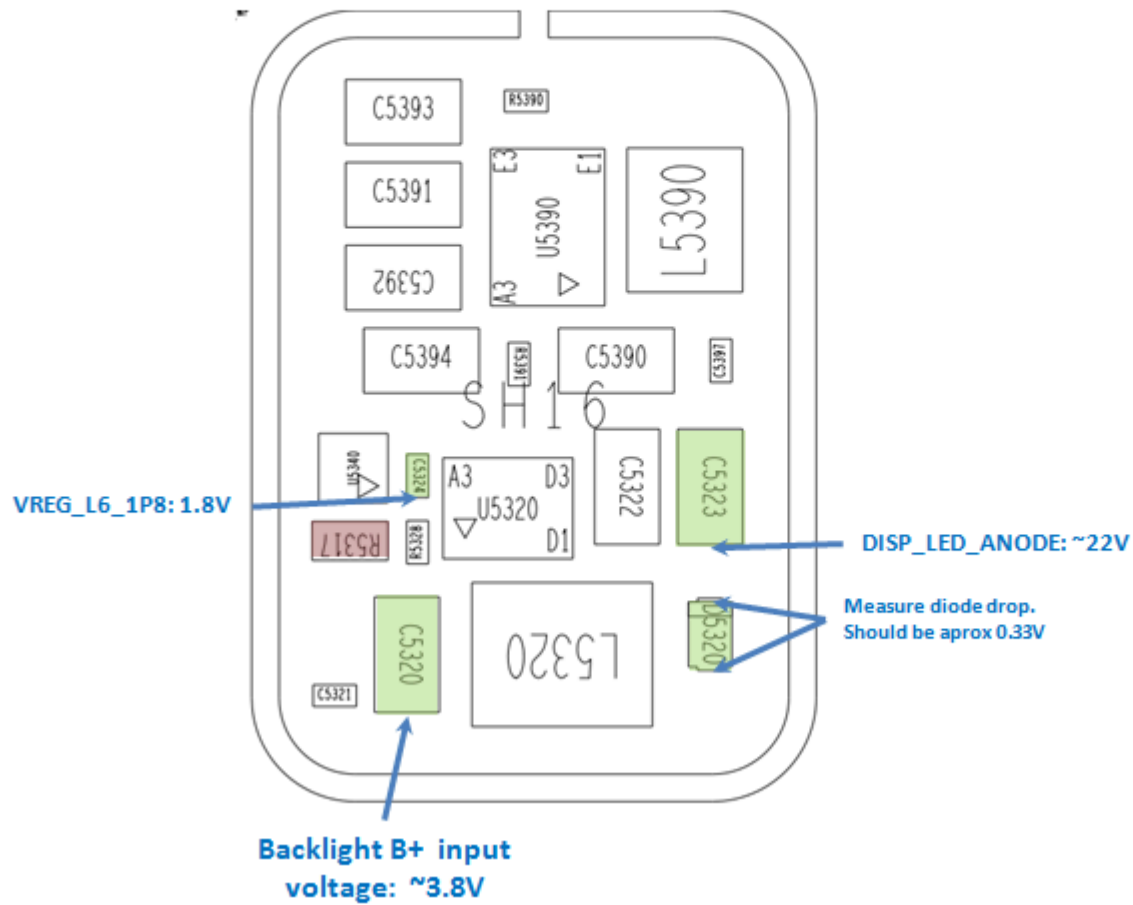 C5393
R5390
C5391
E3
E1
U5390
L5390
C5392
A3
C5394
R5391
C5390
C5397
SH16
U5340
C5324
A3
D3
U5320
D1
C5322
C5323
VREG_L6_1P8: 1.8V
R5317
R5328
DISP_LED_ANODE: ~22V
Measure diode drop.
Should be aprox 0.33V
C5320
L5320
D5320
C5321
Backlight B+ input
voltage: ~3.8V